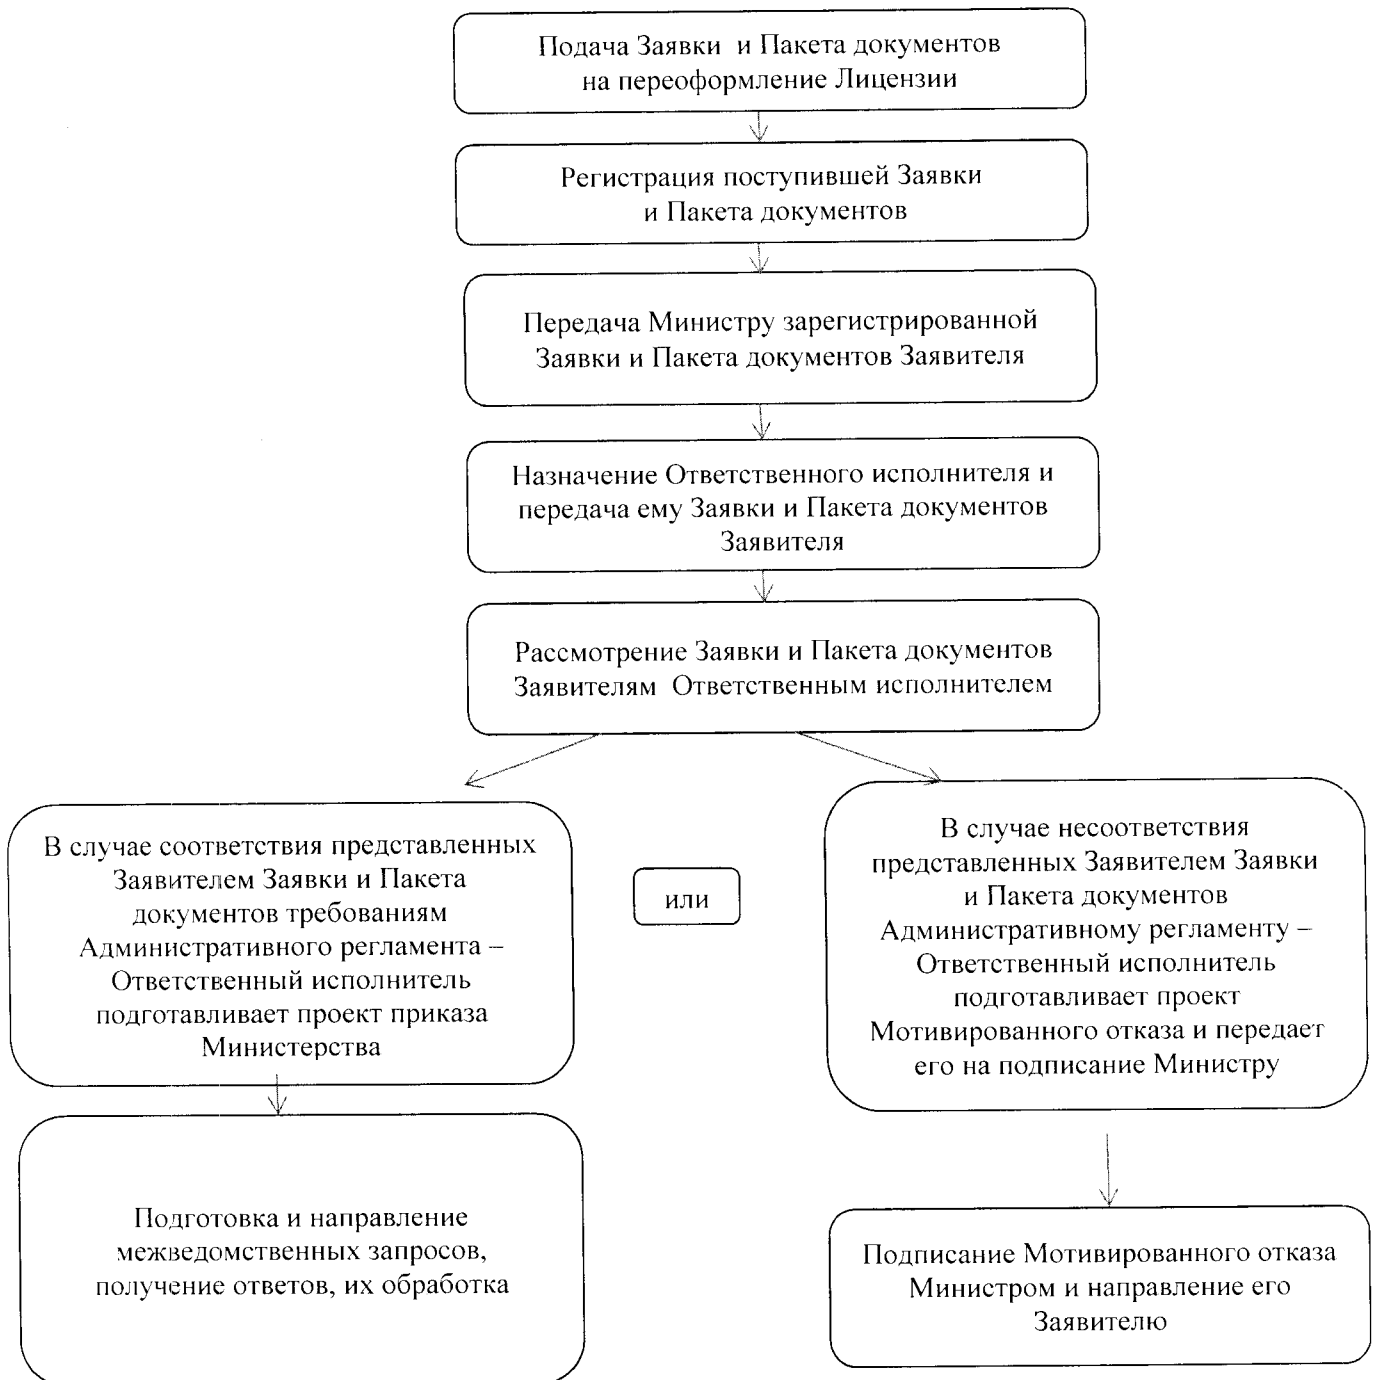 Подача Заявки и Пакета документов
на переоформление Лицензии
Регистрация поступившей Заявки
и Пакета документов
Передача Министру зарегистрированной
Заявки и Пакета документов Заявителя
Назначение Ответственного исполнителя и
передача ему Заявки и Пакета документов
Заявителя
Рассмотрение Заявки и Пакета документов
Заявителям Ответственным исполнителем
В случае соответствия представленных
Заявителем Заявки и Пакета
документов требованиям
Административного регламента –
Ответственный исполнитель
подготавливает проект приказа
Министерства
или
В случае несоответствия
представленных Заявителем Заявки
и Пакета документов
Административному регламенту –
Ответственный исполнитель
подготавливает проект
Мотивированного отказа и передает
его на подписание Министру
Подготовка и направление
межведомственных запросов,
получение ответов, их обработка
Подписание Мотивированного отказа
Министром и направление его
Заявителю